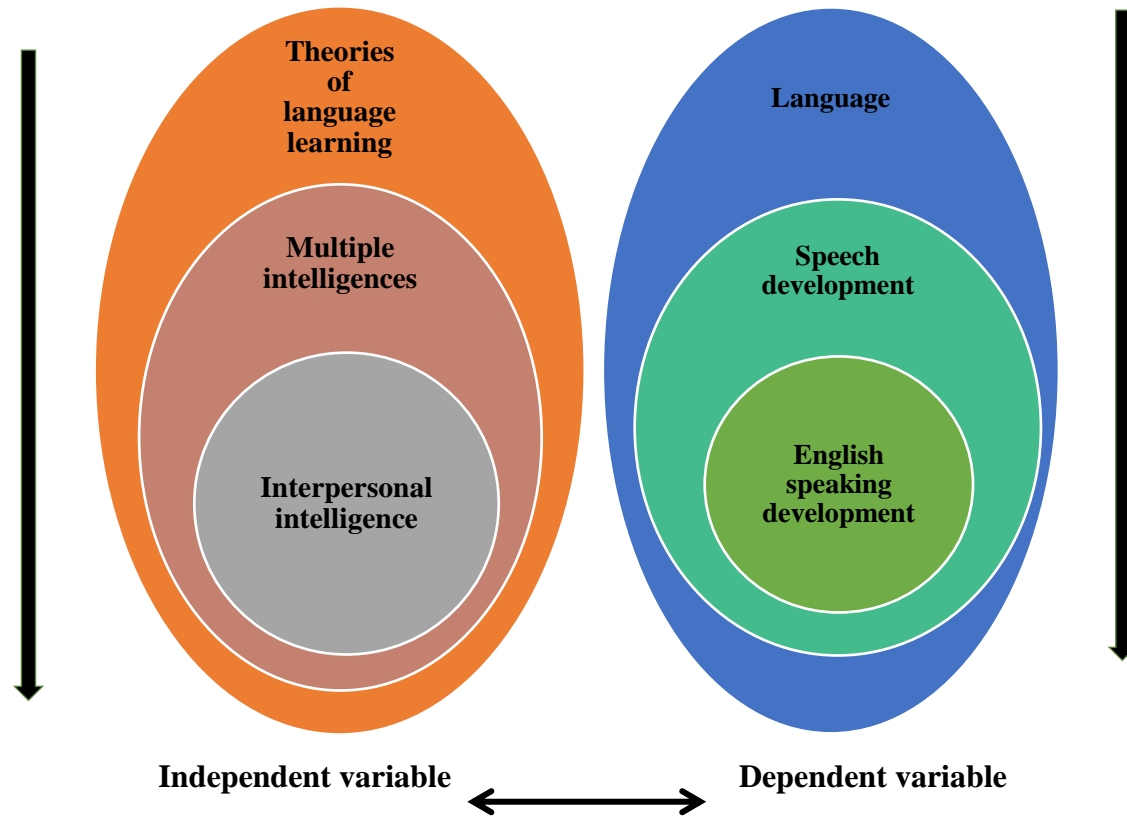 Theories
of
language
learning
Multiple
intelligences
Interpersonal
intelligence
Language
Speech
development
English
speaking
development
Independent variable
Dependent variable